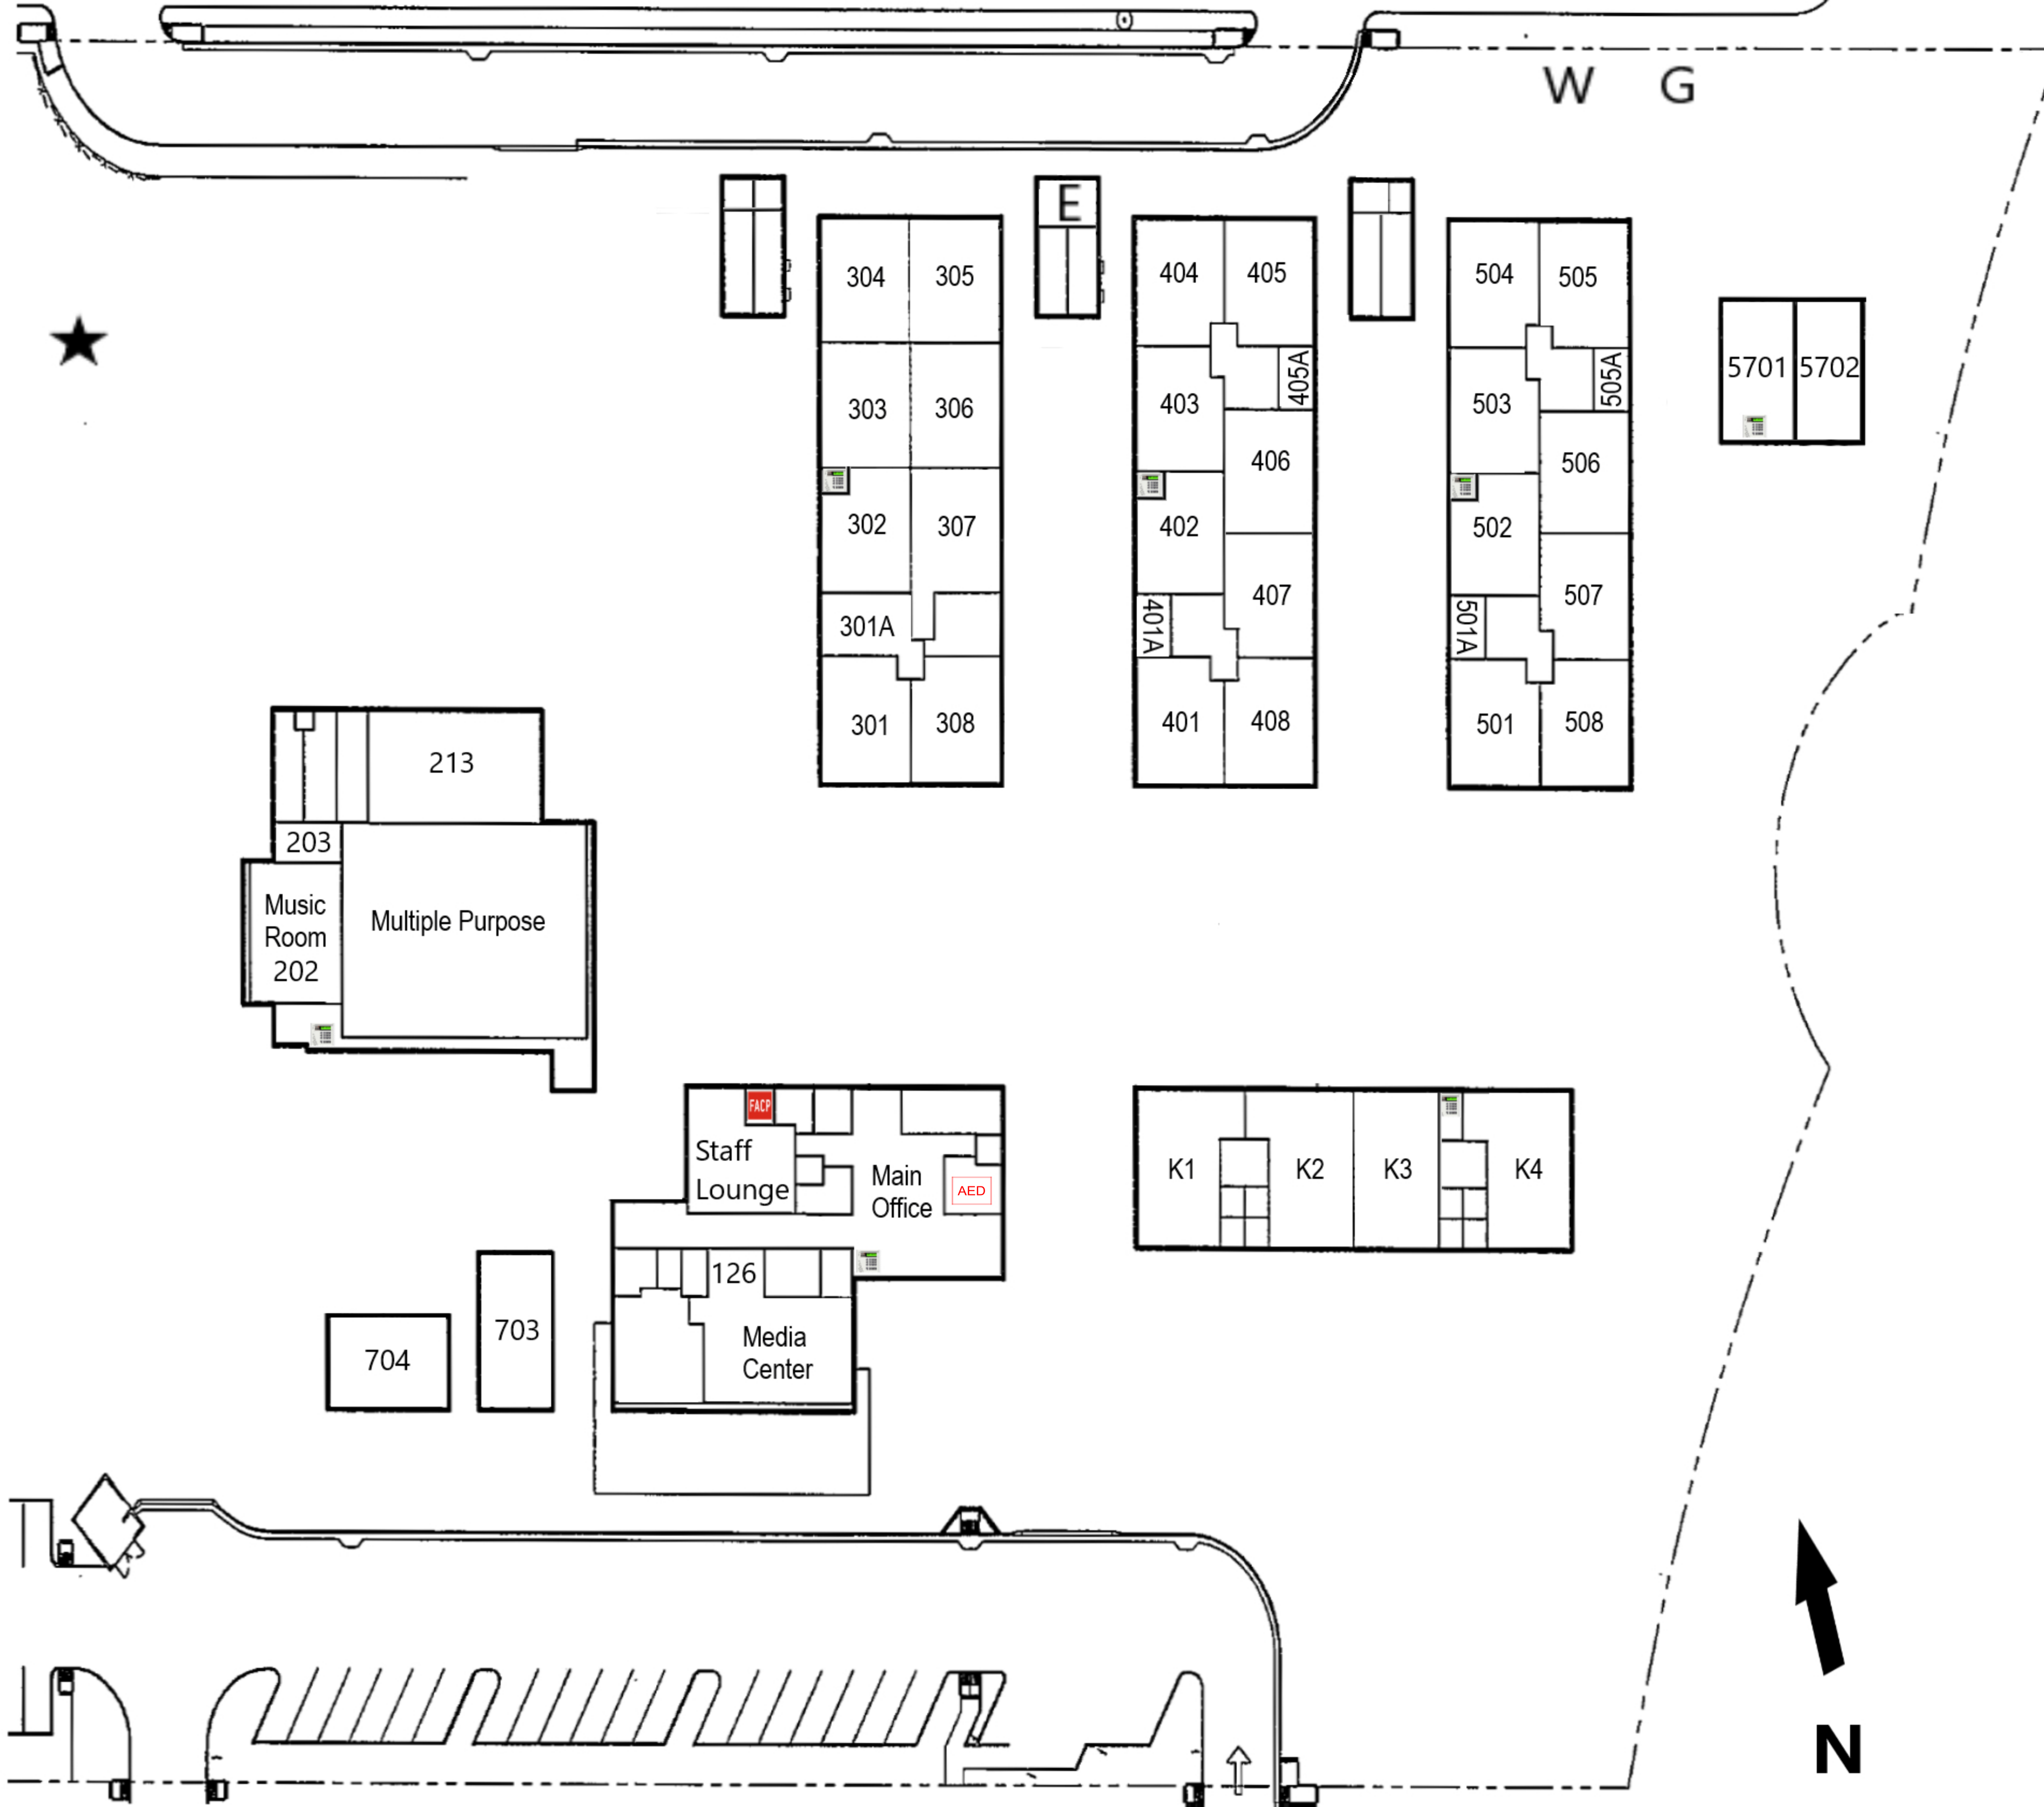 W G
E
304 305
404 405
504 505
303 306
403 405A
503 505A
5701 5702
406
506
302 307
402
502
301A
401A
407
501A
507
301 308
401 408
501 508
213
203
Music
Room
202
Multiple Purpose
FACP
Staff
Lounge
Main
Office
AED
K1 K2 K3 K4
126
703
704
Media
Center
N